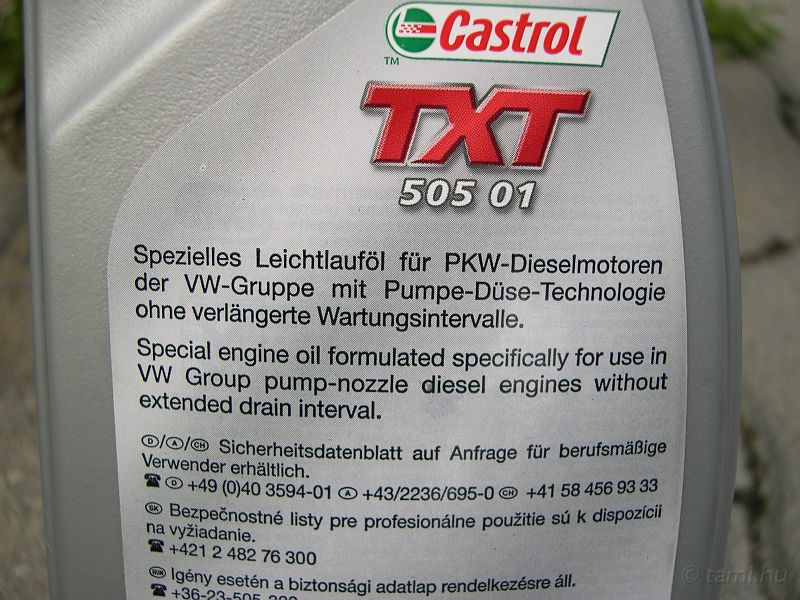 Castrol
TM
TXT
505 01
Spezielles Leichtlauföl für PKW-Dieselmotoren
der VW-Gruppe mit Pumpe-Düse-Technologie
ohne verlängerte Wartungsintervalle.
Special engine oil formulated specifically for use in
VW Group pump-nozzle diesel engines without
extended drain interval.
D/A/CH Sicherheitsdatenblatt auf Anfrage für berufsmäßige
Verwender erhältlich.
☎ D +49 (0)40 3594-01 A +43/2236/695-0 CH +41 58 456 93 33
SK Bezpečnostné listy pre profesionálne použitie sú k dispozícii
na vyžiadanie.
☎ +421 2 482 76 300
HUN Igény esetén a biztonsági adatlap rendelkezésre áll.
☎ +36-23-505-
© tami.hu